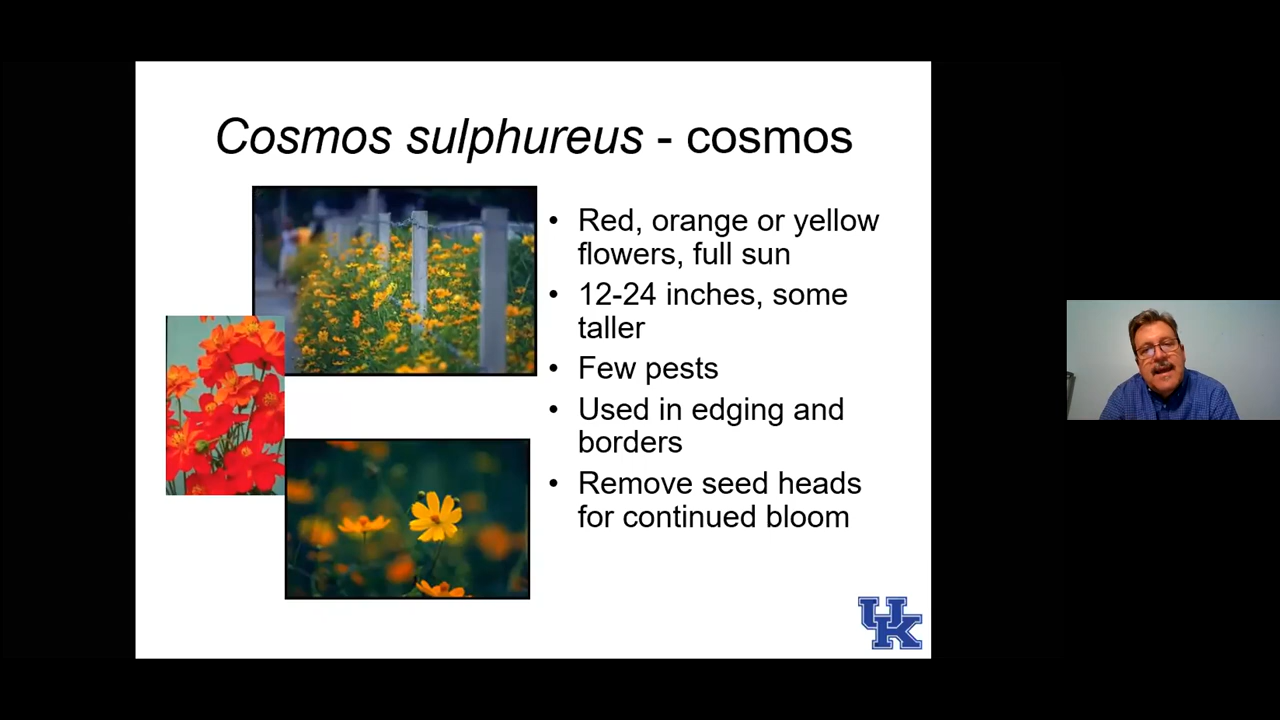 Cosmos sulphureus - cosmos
• Red, orange or yellow
flowers, full sun
• 12-24 inches, some
taller
• Few pests
• Used in edging and
borders
• Remove seed heads
for continued bloom
UK